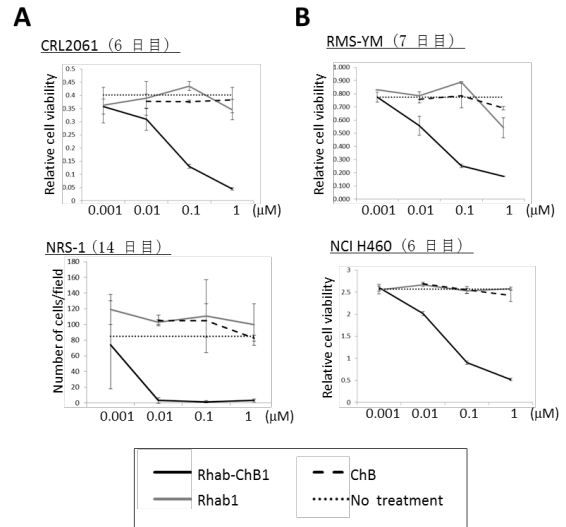 A
CRL2061 (6 日目)
Relative cell viability
0.5
0.45
0.4
0.35
0.3
0.25
0.2
0.15
0.1
0.05
0
0.001 0.01 0.1 1 (μM)
B
RMS-YM (7 日目)
Relative cell viability
1.000
0.900
0.800
0.700
0.600
0.500
0.400
0.300
0.200
0.100
0.000
0.001 0.01 0.1 1 (μM)
NRS-1 (14 日目)
Number of cells/field
180
160
140
120
100
80
60
40
20
0
0.001 0.01 0.1 1 (μM)
NCI H460 (6 日目)
Relative cell viability
3
2.5
2
1.5
1
0.5
0
0.001 0.01 0.1 1 (μM)
Rhab-ChB1
ChB
Rhab1
No treatment